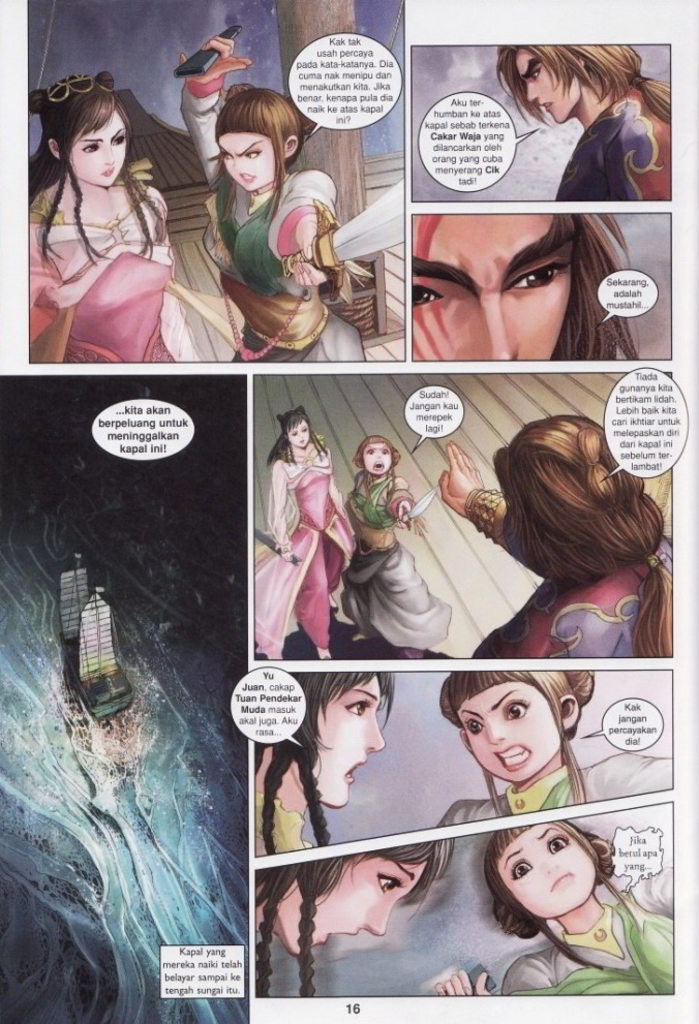 Kak tak
usah percaya
pada kata-katanya. Dia
cuma nak menipu dan
menakutkan kita. Jika
benar, kenapa pula dia
naik ke atas kapal
ini?
Aku ter-
humban ke atas
kapal sebab terkena
Cakar Waja yang
dilancarkan oleh
orang yang cuba
menyerang Cik
tadi!
Sekarang,
adalah
mustahil...
...kita akan
berpeluang untuk
meninggalkan
kapal ini!
Kapal yang
mereka naiki telah
belayar sampai ke
tengah sungai itu.
Sudah!
Jangan kau
merepek
lagi!
Tiada
gunanya kita
bertikam lidah.
Lebih baik kita
cari ikhtiar untuk
melepaskan diri
dari kapal ini
sebelum ter-
lambat!
Yu
Juan, cakap
Tuan Pendekar
Muda masuk
akal juga. Aku
rasa...
Kak
jangan
percayakan
dia!
Jika
betul apa
yang...
16